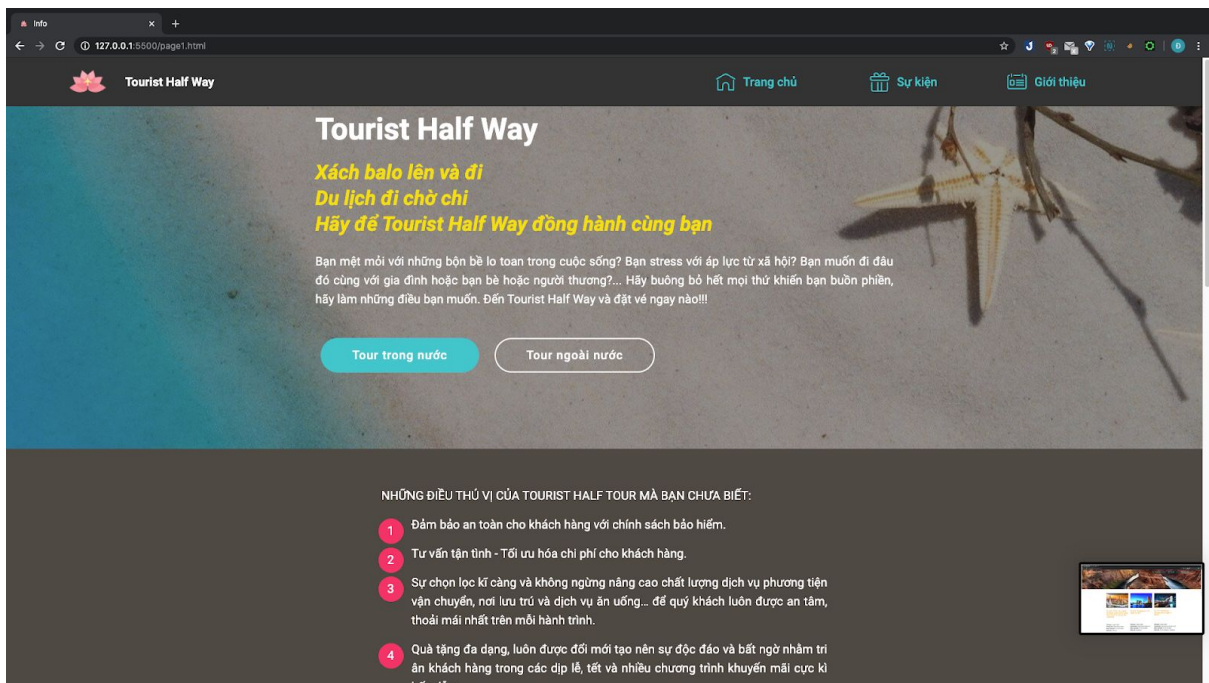 Info
127.0.0.1:5500/page1.html
Tourist Half Way
Trang chủ
Sự kiện
Giới thiệu
Tourist Half Way
Xách balo lên và đi
Du lịch đi chờ chi
Hãy để Tourist Half Way đồng hành cùng bạn
Bạn mệt mỏi với những bộn bề lo toan trong cuộc sống? Bạn stress với áp lực từ xã hội? Bạn muốn đi đâu
đó cùng với gia đình hoặc bạn bè hoặc người thương?... Hãy buông bỏ hết mọi thứ khiến bạn buồn phiền,
hãy làm những điều bạn muốn. Đến Tourist Half Way và đặt vé ngay nào!!!
Tour trong nước
Tour ngoài nước
NHỮNG ĐIỀU THÚ VỊ CỦA TOURIST HALF TOUR MÀ BẠN CHƯA BIẾT:
1 Đảm bảo an toàn cho khách hàng với chính sách bảo hiểm.
2 Tư vấn tận tình - Tối ưu hóa chi phí cho khách hàng.
3 Sự chọn lọc kĩ càng và không ngừng nâng cao chất lượng dịch vụ phương tiện
vận chuyển, nơi lưu trú và dịch vụ ăn uống... để quý khách luôn được an tâm,
thoải mái nhất trên mỗi hành trình.
4 Quà tặng đa dạng, luôn được đổi mới tạo nên sự độc đáo và bất ngờ nhằm tri
ân khách hàng trong các dịp lễ, tết và nhiều chương trình khuyến mãi cực kì